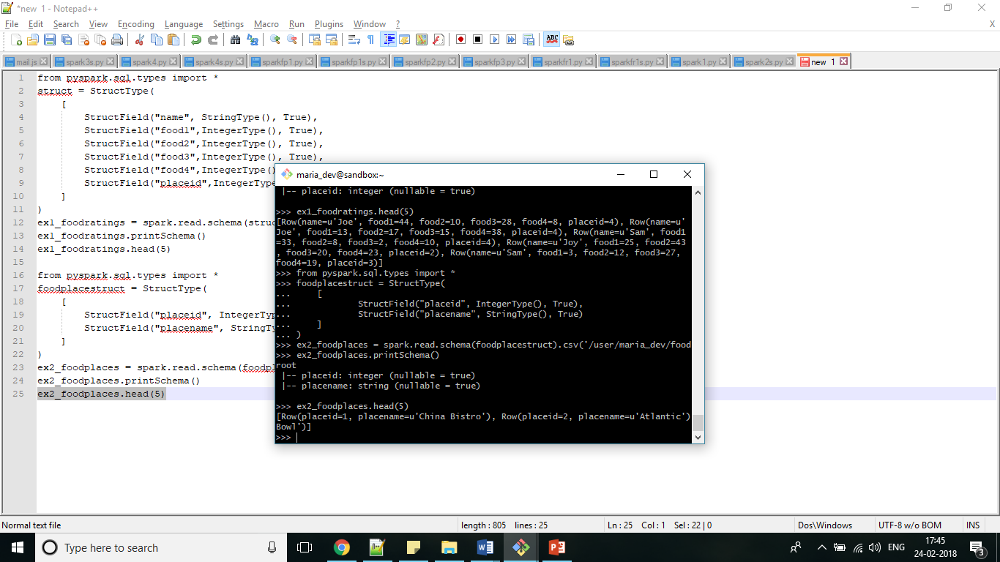 *new 1 - Notepad++
File Edit Search View Encoding Language Settings Macro Run Plugins Window ?
X
ABC
mail.js spark3s.py spark4.py spark4s.py sparkfp1.py sparkfp1s.py sparkfp2.py sparkfp3.py sparkfr1.py sparkfr1s.py spark1.py spark2s.py new 1
1 from pyspark.sql.types import *
2 struct = StructType(
3 [
4 StructField("name", StringType(), True),
5 StructField("food1",IntegerType(), True),
6 StructField("food2",IntegerType(), True),
7 StructField("food3",IntegerType(), True),
8 StructField("food4",IntegerType()
9 StructField("placeid",IntegerType
10 ]
11 )
12 ex1_foodratings = spark.read.schema(struc
13 ex1_foodratings.printSchema()
14 ex1_foodratings.head(5)
15
16 from pyspark.sql.types import *
17 foodplacestruct = StructType(
18 [
19 StructField("placeid", IntegerTyp
20 StructField("placename", StringTy
21 ]
22 )
23 ex2_foodplaces = spark.read.schema(foodpl
24 ex2_foodplaces.printSchema()
25 ex2_foodplaces.head(5)
maria_dev@sandbox:~
|-- placeid: integer (nullable = true)
>>> ex1_foodratings.head(5)
[Row(name=u'Joe', food1=44, food2=10, food3=28, food4=8, placeid=4), Row(name=u'
Joe', food1=13, food2=17, food3=15, food4=38, placeid=4), Row(name=u'Sam', food1
=33, food2=8, food3=2, food4=10, placeid=4), Row(name=u'Joy', food1=25, food2=43
, food3=20, food4=23, placeid=2), Row(name=u'Sam', food1=3, food2=12, food3=27,
food4=19, placeid=3)]
>>> from pyspark.sql.types import *
>>> foodplacestruct = StructType(
... [
... StructField("placeid", IntegerType(), True),
... StructField("placename", StringType(), True)
... ]
... )
>>> ex2_foodplaces = spark.read.schema(foodplacestruct).csv('/user/maria_dev/food
>>> ex2_foodplaces.printSchema()
root
|-- placeid: integer (nullable = true)
|-- placename: string (nullable = true)
>>> ex2_foodplaces.head(5)
[Row(placeid=1, placename=u'China Bistro'), Row(placeid=2, placename=u'Atlantic')
Bowl')]
>>>
Normal text file length : 805 lines : 25 Ln : 25 Col : 1 Sel : 22 | 0 Dos\Windows UTF-8 w/o BOM INS
Type here to search
ENG
17:45
24-02-2018
3